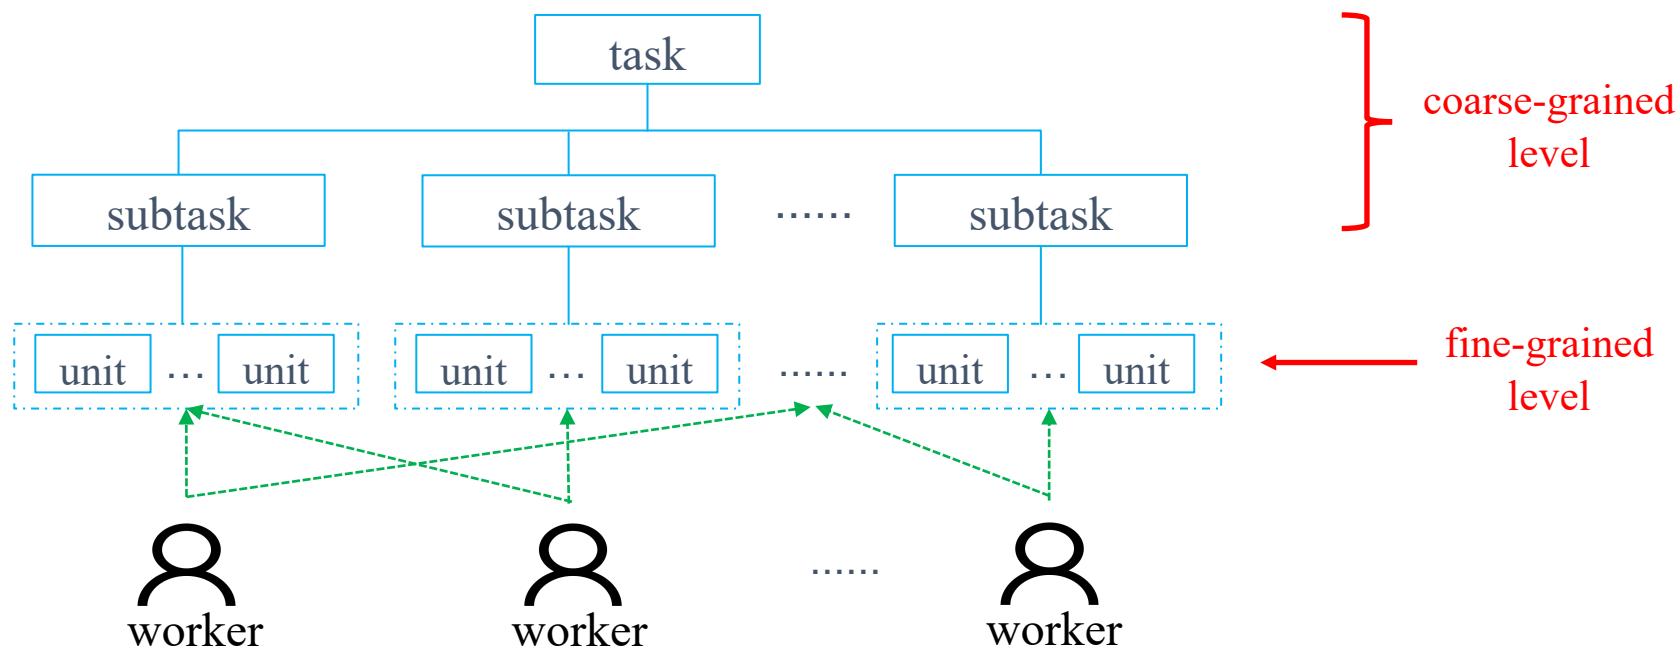 task
coarse-grained
level
subtask subtask ...... subtask
unit ... unit unit ... unit ...... unit ... unit
fine-grained
level
......
worker worker worker